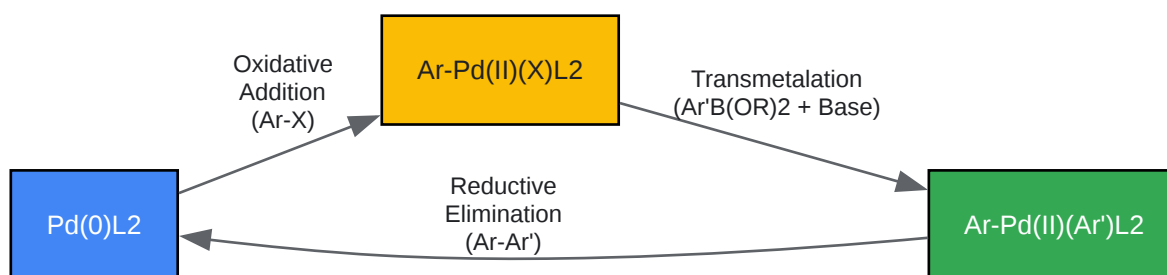 Oxidative
Addition
(Ar-X)
Ar-Pd(II)(X)L2
Transmetalation
(Ar'B(OR)2 + Base)
Pd(0)L2
Reductive
Elimination
(Ar-Ar')
Ar-Pd(II)(Ar')L2